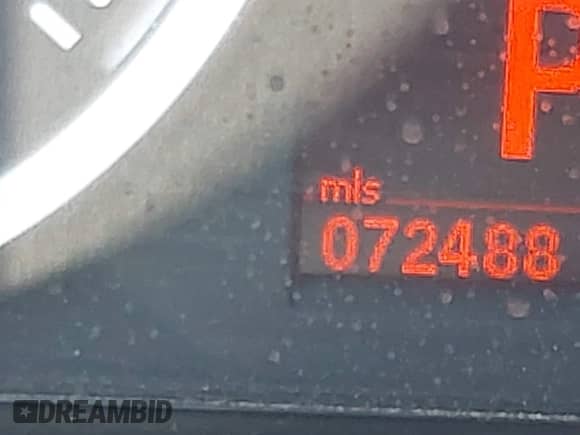 P
mls
072488
DREAMBID